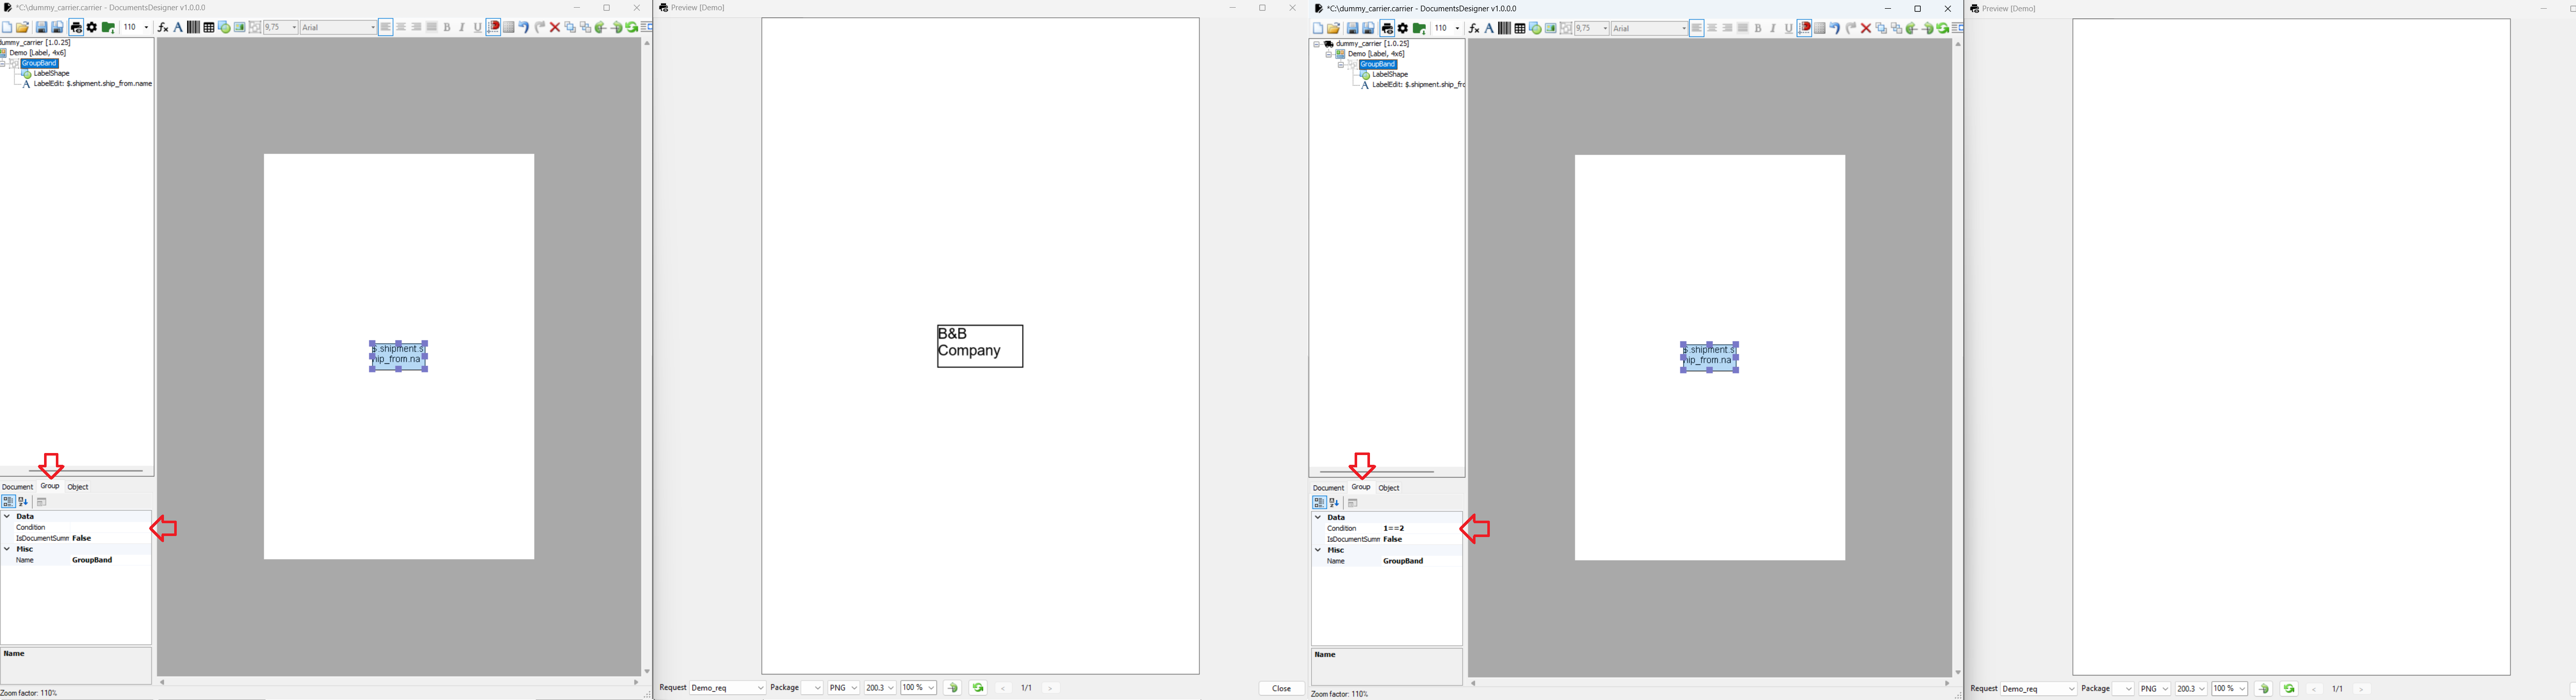 *C:\dummy_carrier.carrier - DocumentsDesigner v1.0.0.0
110
9,75
Arial
B I U
dummy_carrier [1.0.25]
Demo [Label, 4x6]
GroupBand
LabelShape
LabelEdit: $.shipment.ship_from.name
$.shipment.s
hip_from.na
Document Group Object
Data
Condition
IsDocumentSumm False
Misc
Name GroupBand
Name
Zoom factor: 110%
Preview [Demo]
B&B
Company
Request Demo_req Package PNG 200.3 100 % < 1/1 > Close
*C:\dummy_carrier.carrier - DocumentsDesigner v1.0.0.0
110
9,75
Arial
B I U
dummy_carrier [1.0.25]
Demo [Label, 4x6]
GroupBand
LabelShape
LabelEdit: $.shipment.ship_frc
$.shipment.s
hip_from.na
Document Group Object
Data
Condition 1==2
IsDocumentSumm False
Misc
Name GroupBand
Name
Zoom factor: 110%
Preview [Demo]
Request Demo_req Package PNG 200.3 100 % < 1/1 >